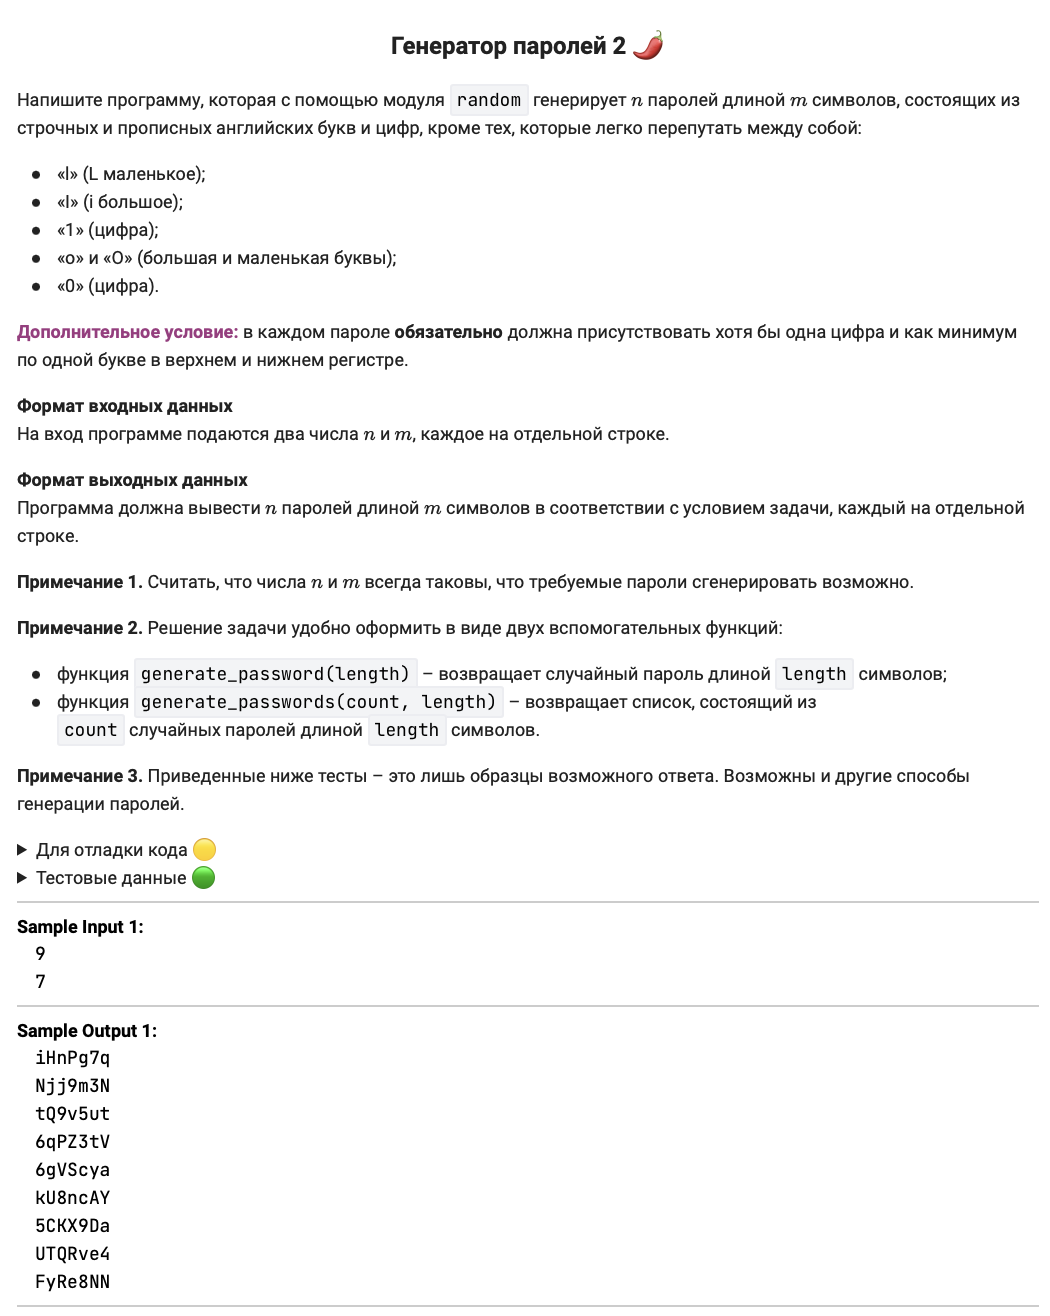 Генератор паролей 2 🌶️
Напишите программу, которая с помощью модуля random генерирует n паролей длиной m символов, состоящих из
строчных и прописных английских букв и цифр, кроме тех, которые легко перепутать между собой:
● «l» (L маленькое);
● «I» (i большое);
● «1» (цифра);
● «o» и «O» (большая и маленькая буквы);
● «0» (цифра).
Дополнительное условие: в каждом пароле обязательно должна присутствовать хотя бы одна цифра и как минимум
по одной букве в верхнем и нижнем регистре.
Формат входных данных
На вход программе подаются два числа n и m, каждое на отдельной строке.
Формат выходных данных
Программа должна вывести n паролей длиной m символов в соответствии с условием задачи, каждый на отдельной
строке.
Примечание 1. Считать, что числа n и m всегда таковы, что требуемые пароли сгенерировать возможно.
Примечание 2. Решение задачи удобно оформить в виде двух вспомогательных функций:
● функция generate_password(length) – возвращает случайный пароль длиной length символов;
● функция generate_passwords(count, length) – возвращает список, состоящий из
count случайных паролей длиной length символов.
Примечание 3. Приведенные ниже тесты – это лишь образцы возможного ответа. Возможны и другие способы
генерации паролей.
▶ Для отладки кода 🟡
▶ Тестовые данные 🟢
Sample Input 1:
9
7
Sample Output 1:
iHnPg7q
Njj9m3N
tQ9v5ut
6qPZ3tV
6gVScya
kU8ncAY
5CKX9Da
UTQRve4
FyRe8NN